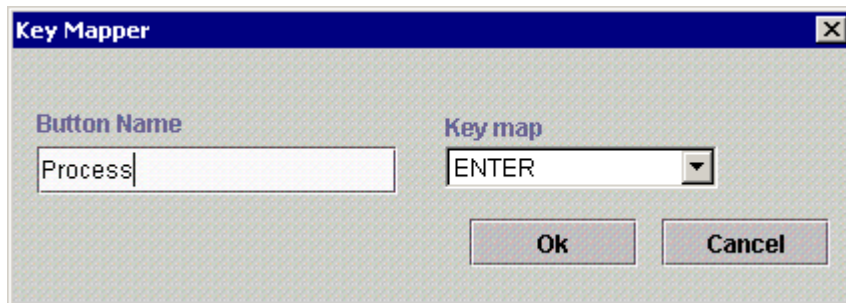 Key Mapper
Button Name
Key map
Process
ENTER
Ok
Cancel